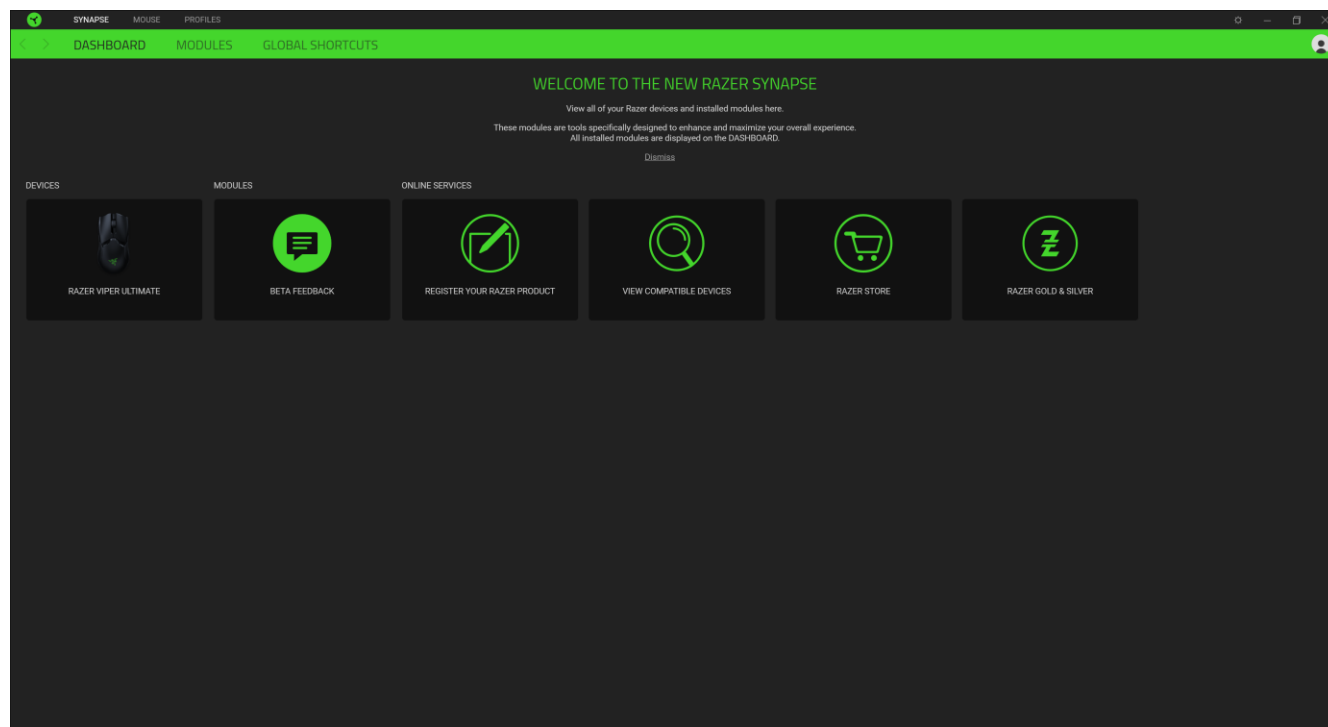 SYNAPSE MOUSE PROFILES
DASHBOARD MODULES GLOBAL SHORTCUTS
WELCOME TO THE NEW RAZER SYNAPSE
View all of your Razer devices and installed modules here.
These modules are tools specifically designed to enhance and maximize your overall experience.
All installed modules are displayed on the DASHBOARD.
Dismiss
DEVICES MODULES ONLINE SERVICES
RAZER VIPER ULTIMATE BETA FEEDBACK REGISTER YOUR RAZER PRODUCT VIEW COMPATIBLE DEVICES RAZER STORE RAZER GOLD & SILVER